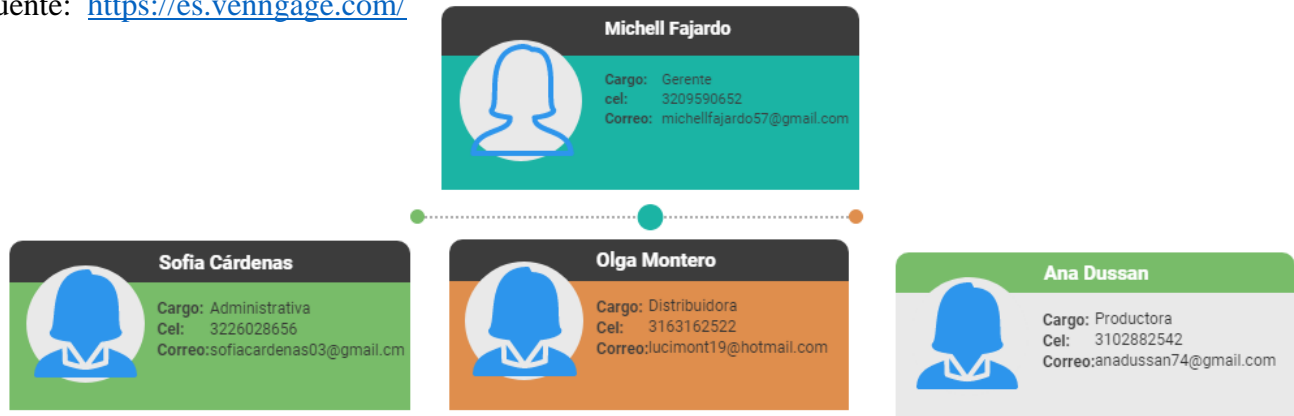 uente: https://es.venngage.com/
Michell Fajardo
Cargo: Gerente
cel: 3209590652
Correo: michellfajardo57@gmail.com
Sofia Cárdenas
Cargo: Administrativa
Cel: 3226028656
Correo:sofiacardenas03@gmail.cm
Olga Montero
Cargo: Distribuidora
Cel: 3163162522
Correo:lucimont19@hotmail.com
Ana Dussan
Cargo: Productora
Cel: 3102882542
Correo:anadussan74@gmail.com